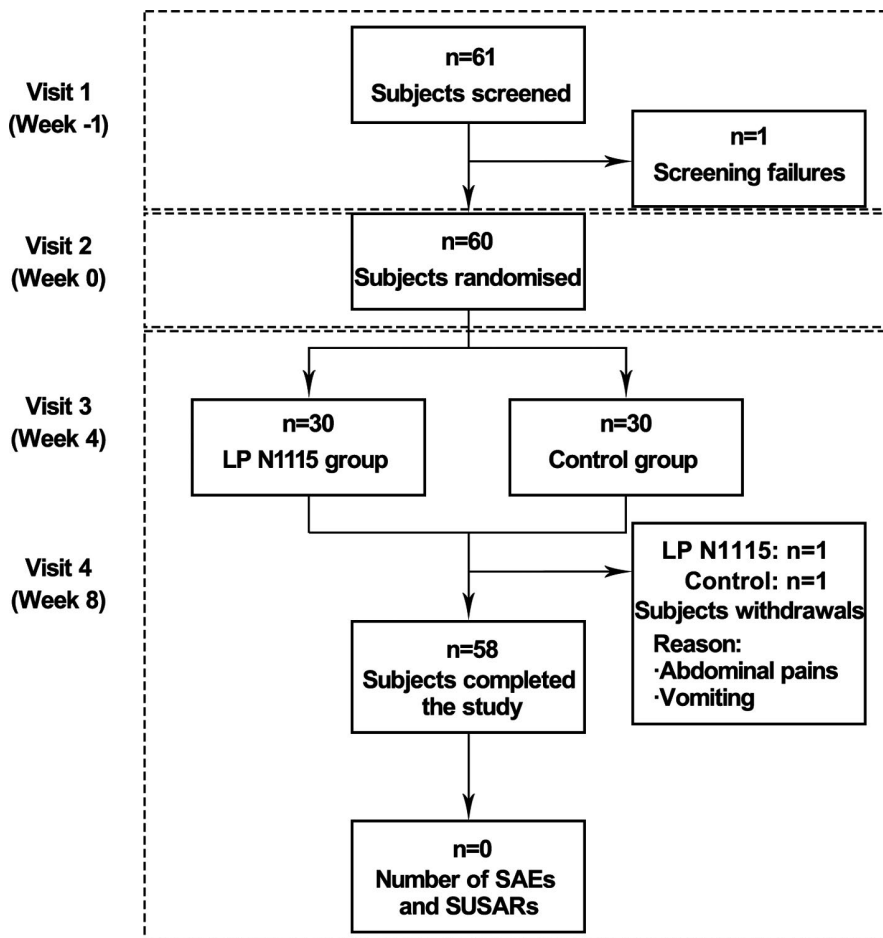 n=61
Subjects screened
Visit 1
(Week -1)
n=1
Screening failures
n=60
Subjects randomised
Visit 2
(Week 0)
n=30
LP N1115 group
n=30
Control group
Visit 3
(Week 4)
LP N1115: n=1
Control: n=1
Subjects withdrawals
Reason:
·Abdominal pains
·Vomiting
Visit 4
(Week 8)
n=58
Subjects completed
the study
n=0
Number of SAEs
and SUSARs